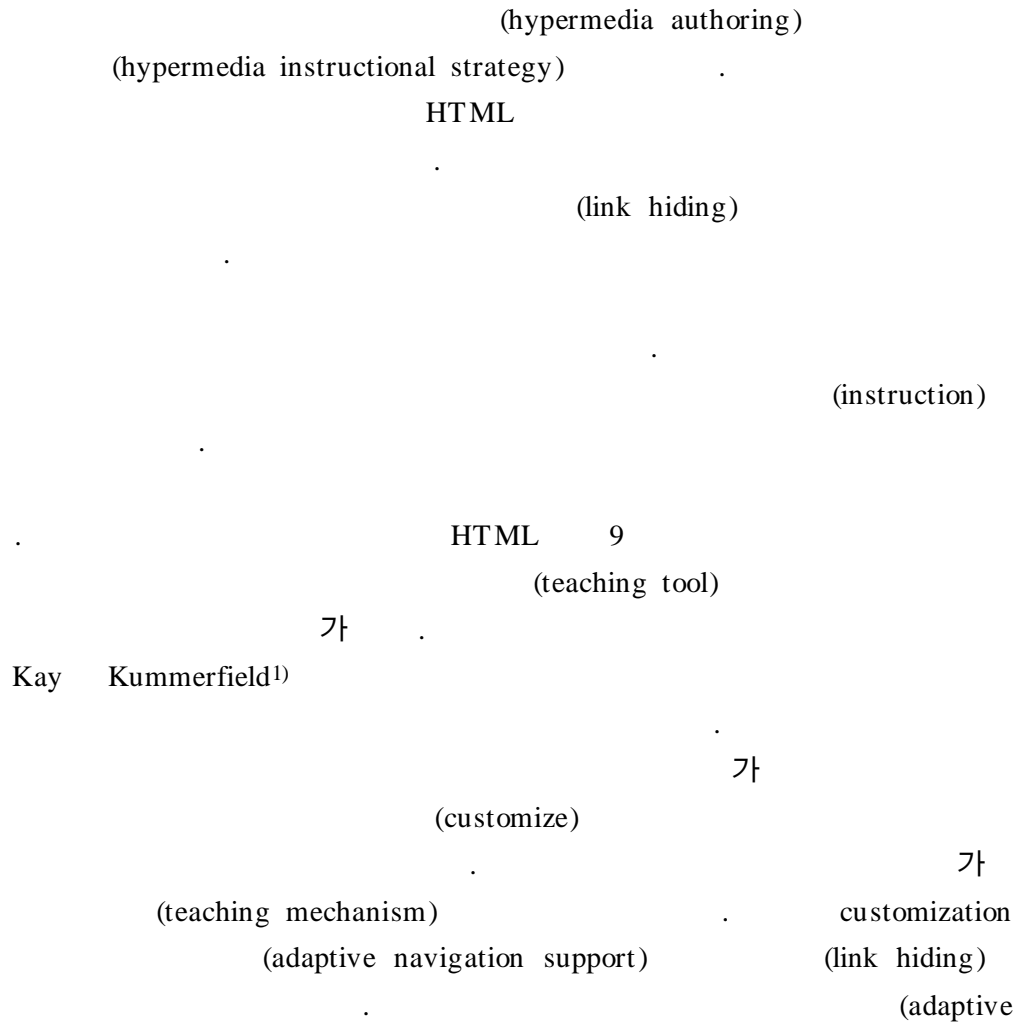 (hypermedia authoring)
(hypermedia instructional strategy) .
HTML
.
(link hiding)
.
.
(instruction)
.
. HTML 9
(teaching tool)
가 .
Kay Kummerfield1)
.
가
(customize)
. 가
(teaching mechanism) . customization
(adaptive navigation support) (link hiding)
. (adaptive